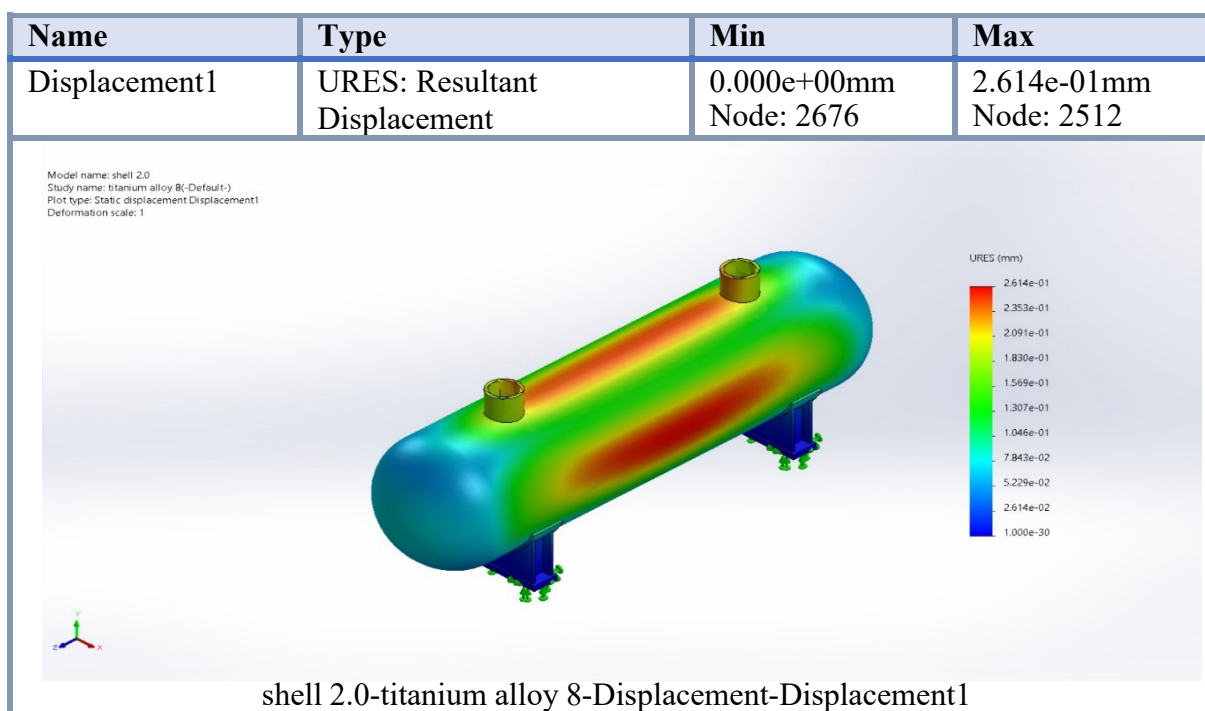 Name Type Min Max
Displacement1 URES: Resultant 0.000e+00mm 2.614e-01mm
Displacement Node: 2676 Node: 2512
Model name: shell 2.0
Study name: titanium alloy 8(-Default-)
Plot type: Static displacement Displacement1
Deformation scale: 1
URES (mm)
2.614e-01
2.353e-01
2.091e-01
1.830e-01
1.569e-01
1.307e-01
1.046e-01
7.843e-02
5.229e-02
2.614e-02
1.000e-30
Y
Z X
shell 2.0-titanium alloy 8-Displacement-Displacement1